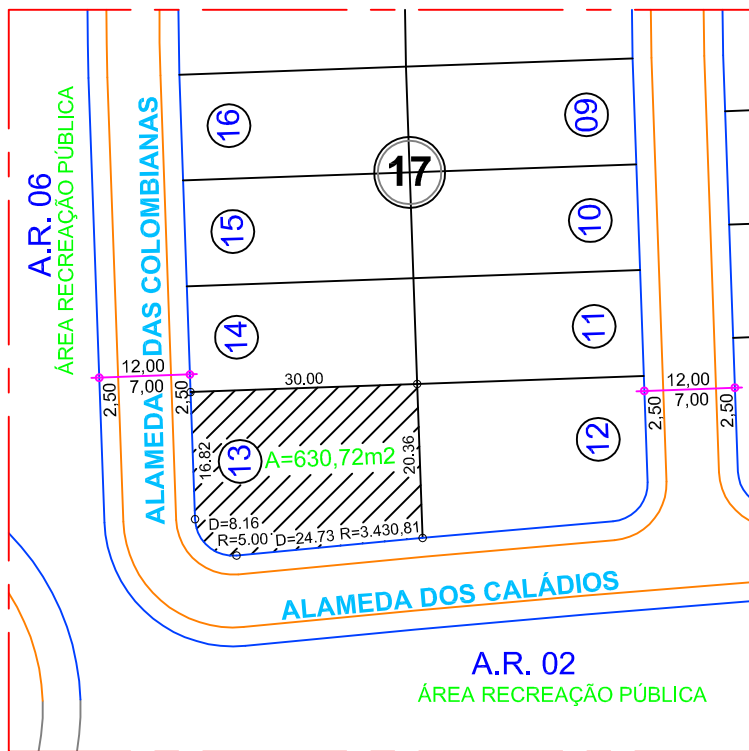 A.R. 06
ÁREA RECREAÇÃO PÚBLICA
ALAMEDA DAS COLOMBIANAS
16
15
14
13
17
09
10
11
12
12,00
7,00
2,50
2,50
30.00
16.82
20.36
A=630,72m2
D=8.16
R=5.00
D=24.73
R=3.430,81
12,00
7,00
2,50
2,50
ALAMEDA DOS CALÁDIOS
A.R. 02
ÁREA RECREAÇÃO PÚBLICA